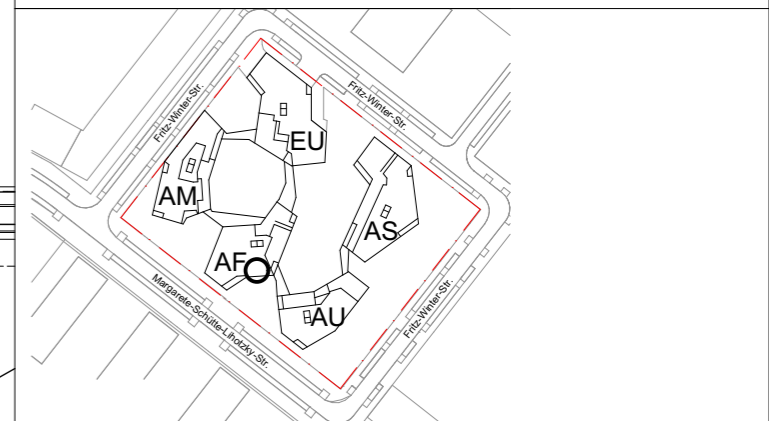 Fritz-Winter-Str.
Fritz-Winter-Str.
EU
AM
AS
AF
Fritz-Winter-Str.
Margarete-Schütte-Lihotzky-Str.
AU